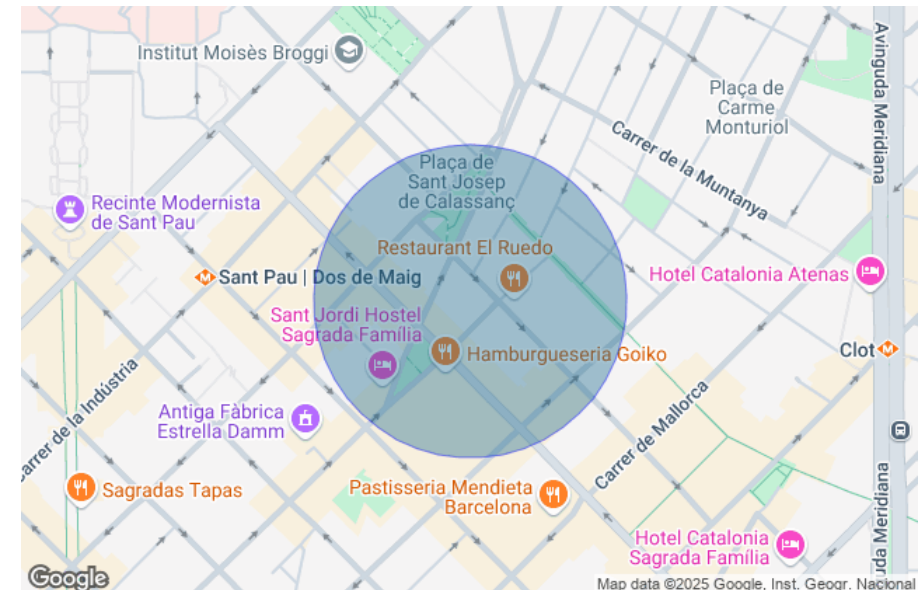 Institut Moisès Broggi
Avinguda Meridiana
Plaça de
Carme
Monturiol
Carrer de la Muntanya
Plaça de
Sant Josep
de Calassanç
Recinte Modernista
de Sant Pau
Restaurant El Ruedo
Sant Pau | Dos de Maig
Hotel Catalonia Atenas
Sant Jordi Hostel
Sagrada Família
Hamburgueseria Goiko
Clot
Carrer de la Indústria
Antiga Fàbrica
Estrella Damm
Carrer de Mallorca
Sagradas Tapas
Pastisseria Mendieta
Barcelona
Hotel Catalonia
Sagrada Família
uda Meridiana
Google
Map data ©2025 Google, Inst. Geogr. Nacional